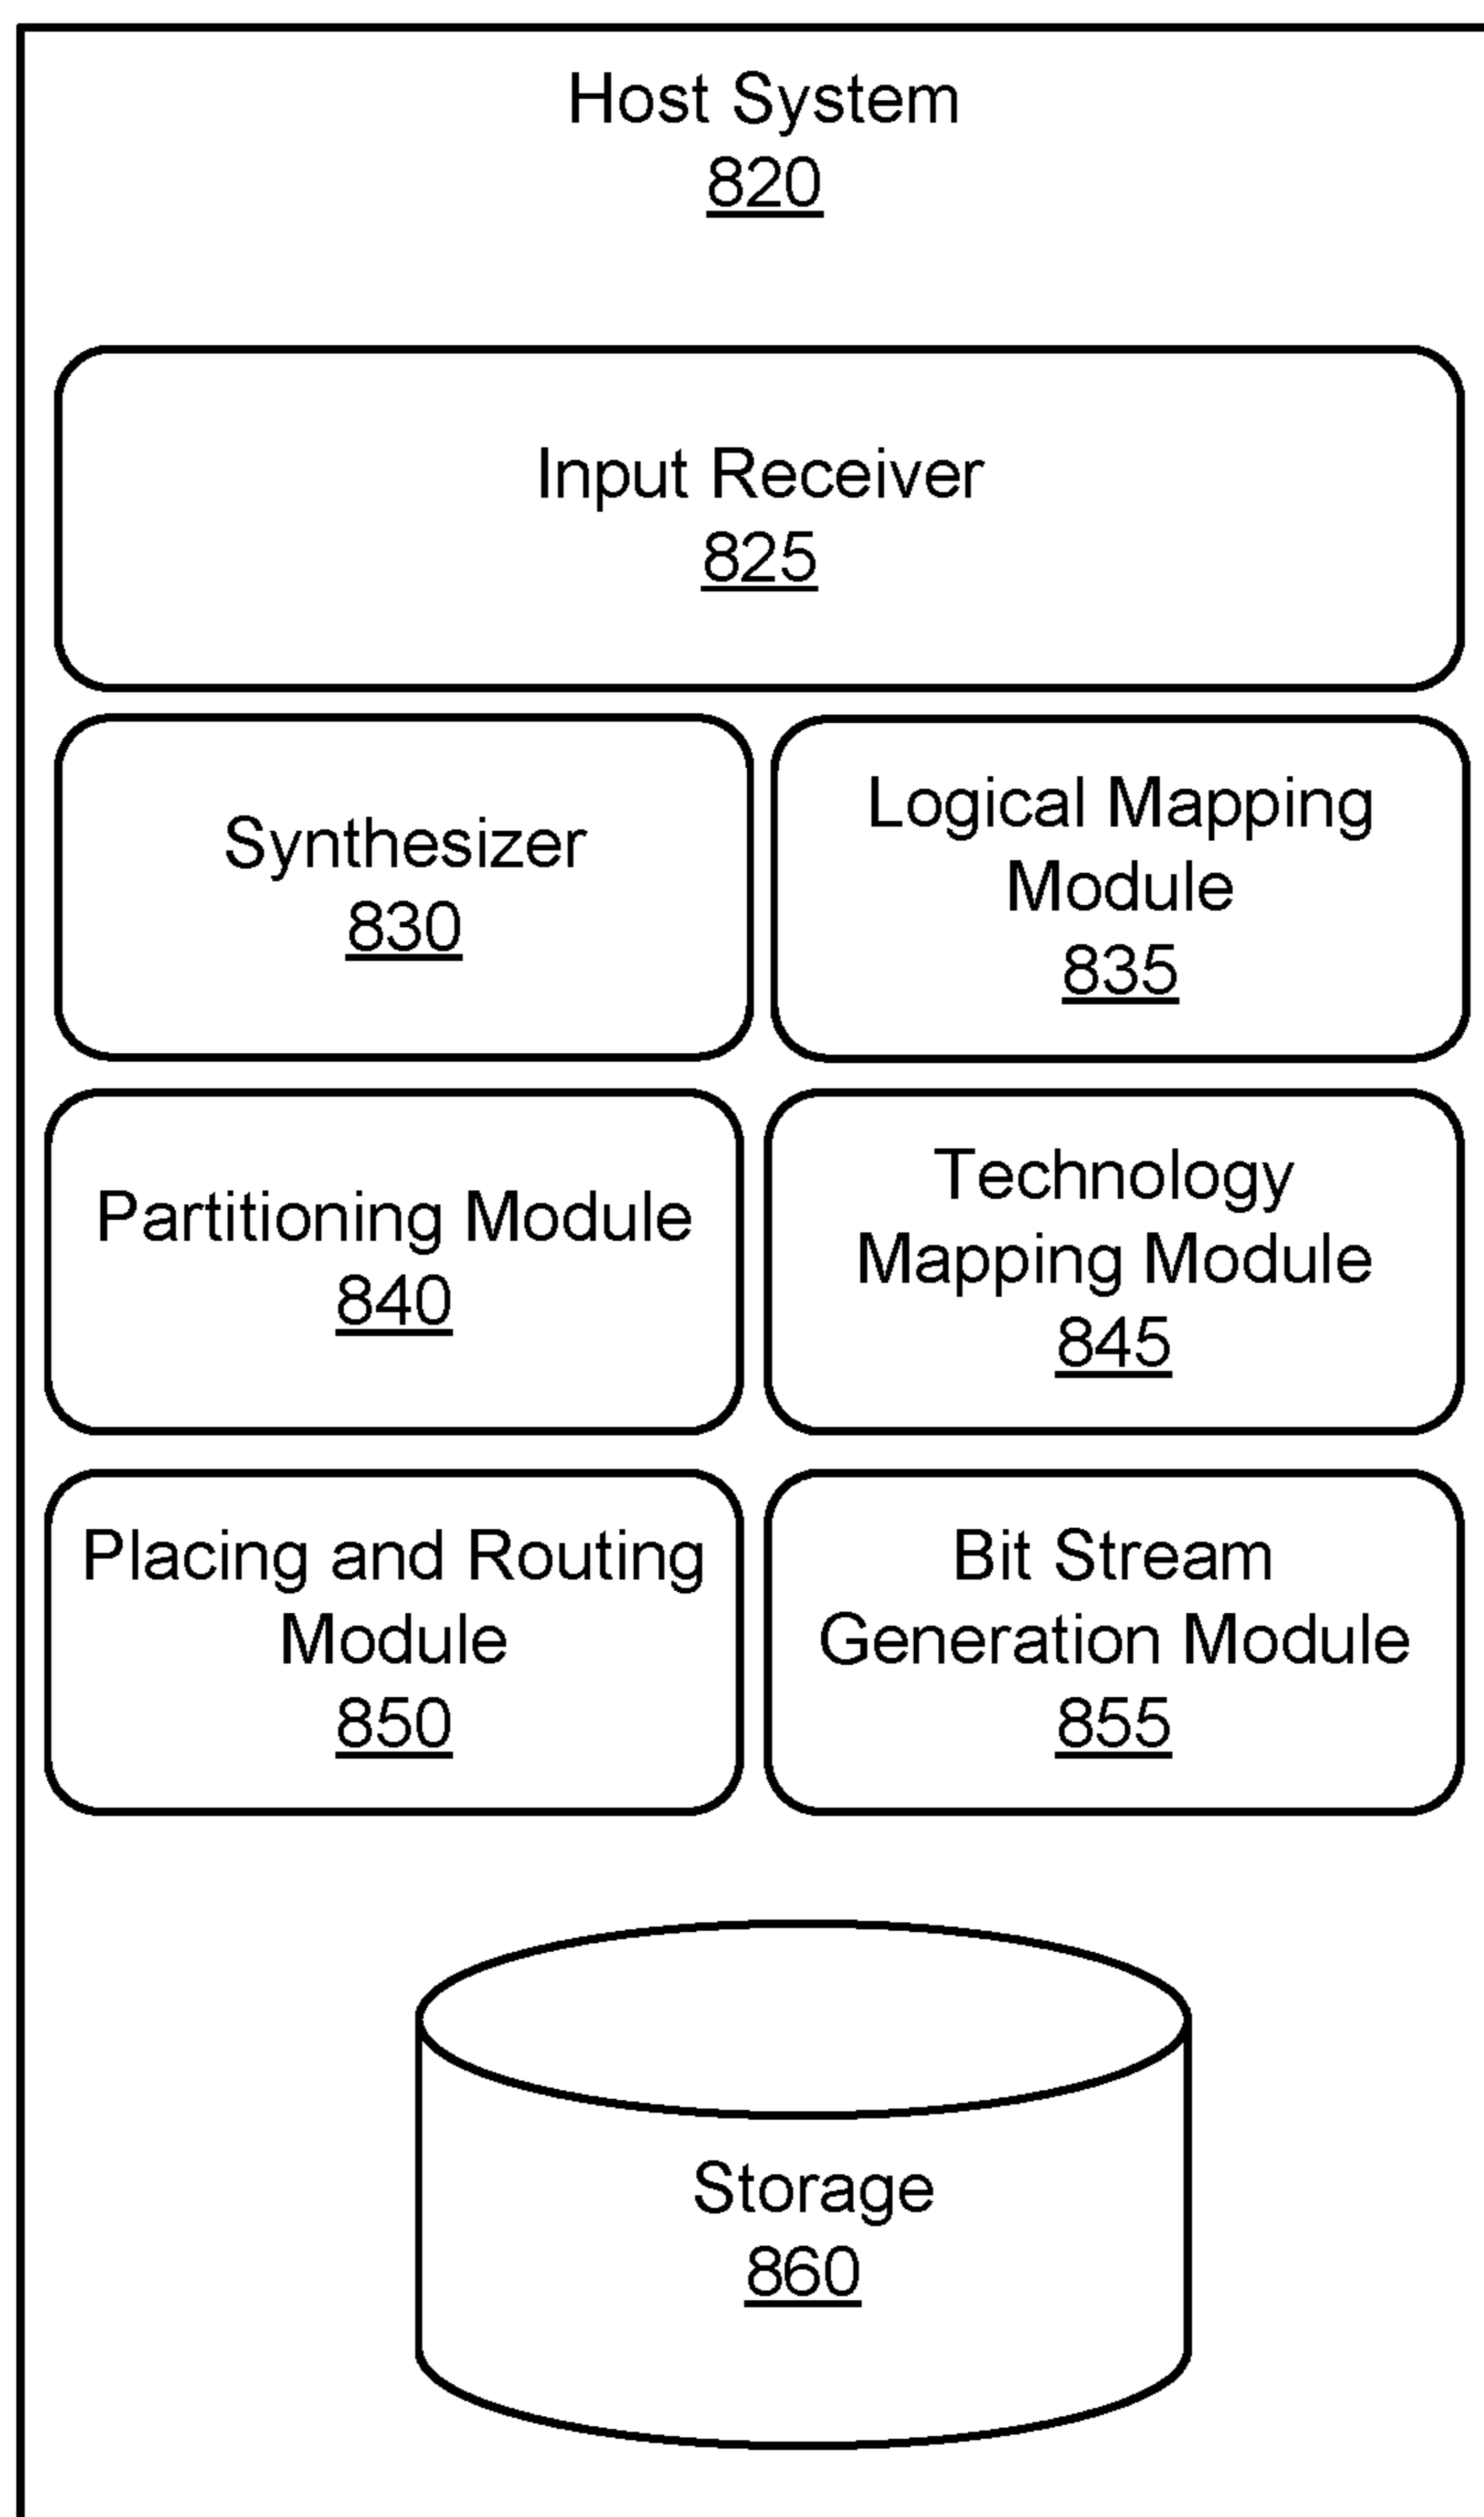 Host System
820
Input Receiver
825
Synthesizer
830
Logical Mapping
Module
835
Partitioning Module
840
Technology
Mapping Module
845
Placing and Routing
Module
850
Bit Stream
Generation Module
855
Storage
860